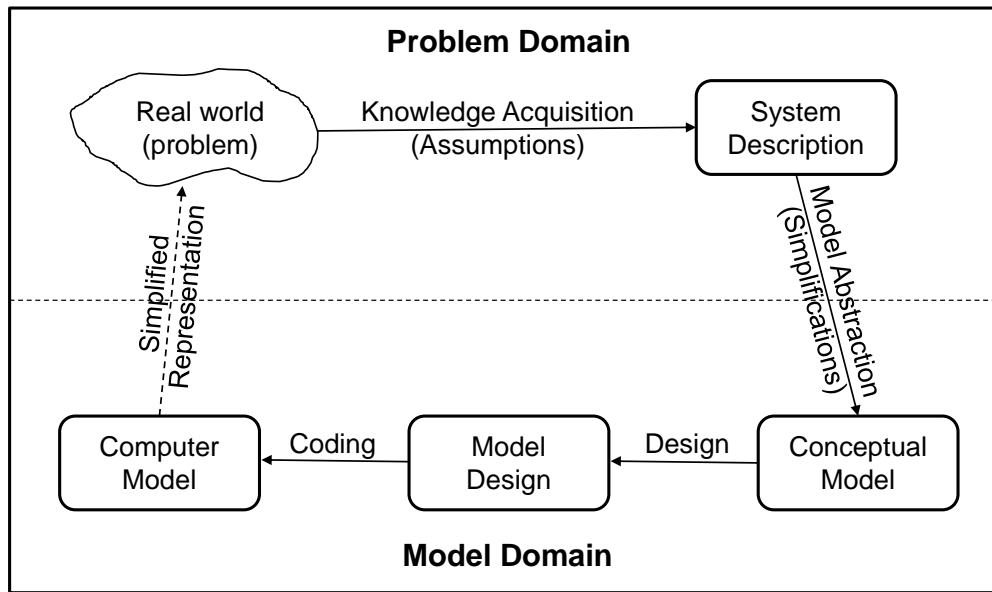 Problem Domain
Real world
(problem)
Knowledge Acquisition
(Assumptions)
System
Description
Model Abstraction
(Simplifications)
Simplified
Representation
Computer
Model
Coding
Model
Design
Design
Conceptual
Model
Model Domain